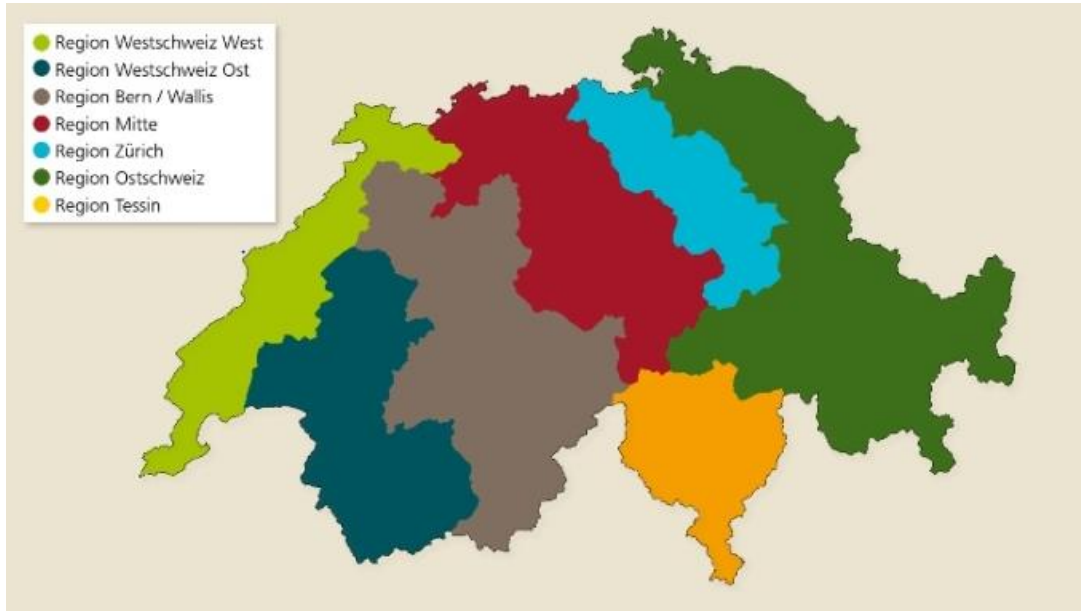 Region Westschweiz West
Region Westschweiz Ost
Region Bern / Wallis
Region Mitte
Region Zürich
Region Ostschweiz
Region Tessin